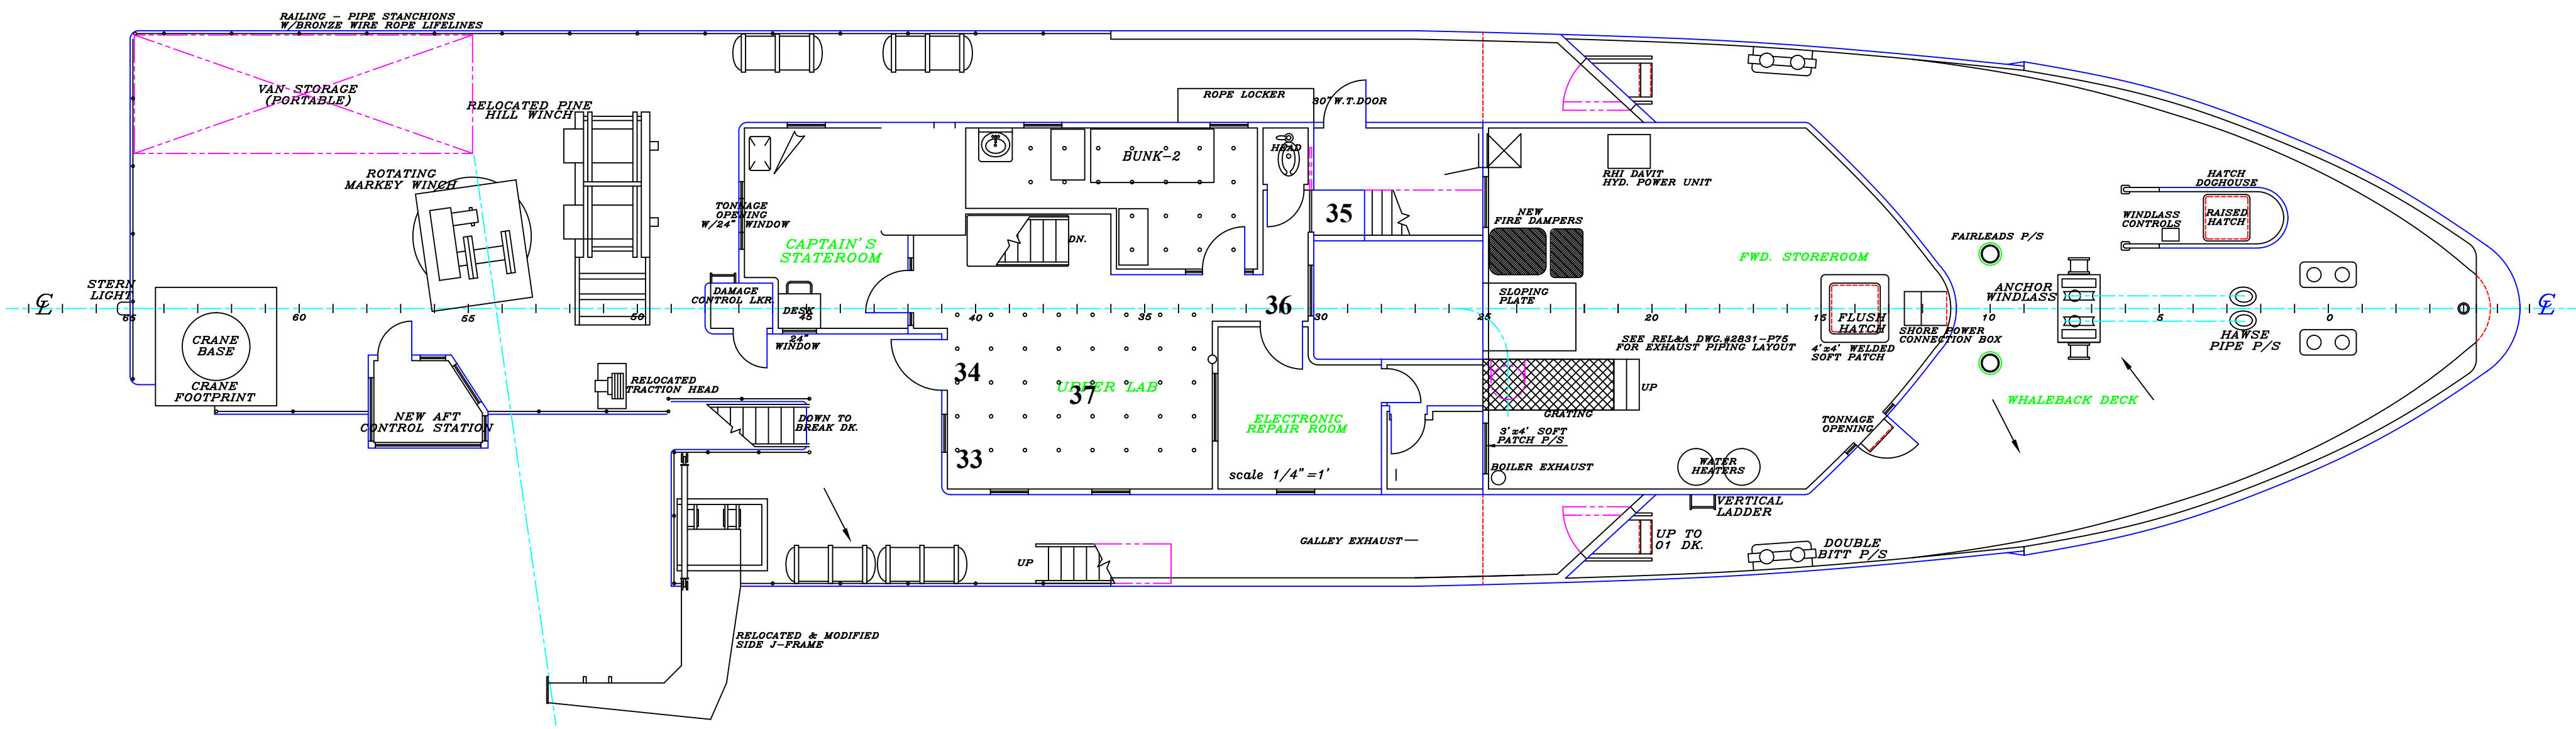 RAILING - PIPE STANCHIONS
W/BRONZE WIRE ROPE LIFELINES
VAN STORAGE
(PORTABLE)
RELOCATED PINE
HILL WINCH
ROTATING
MARKEY WINCH
STERN
LIGHT
CRANE
BASE
CRANE
FOOTPRINT
NEW AFT
CONTROL STATION
RELOCATED
TRACTION HEAD
TONNAGE
OPENING
W/24" WINDOW
CAPTAIN'S
STATEROOM
DAMAGE
CONTROL LKR.
DESK
24"
WINDOW
DOWN TO
BREAK DK.
RELOCATED & MODIFIED
SIDE J-FRAME
ROPE LOCKER
30" W.T.DOOR
BUNK-2
HEAD
DN.
35
36
34
37
33
UPPER LAB
ELECTRONIC
REPAIR ROOM
scale 1/4"=1'
UP
GALLEY EXHAUST
RHI DAVIT
HYD. POWER UNIT
NEW
FIRE DAMPERS
SLOPING
PLATE
FWD. STOREROOM
SEE REL&A DWG.#2831-P75
FOR EXHAUST PIPING LAYOUT
UP
GRATING
3'x4' SOFT
PATCH P/S
BOILER EXHAUST
WATER
HEATERS
VERTICAL
LADDER
UP TO
01 DK.
DOUBLE
BITT P/S
TONNAGE
OPENING
FLUSH
HATCH
4'x4' WELDED
SOFT PATCH
SHORE POWER
CONNECTION BOX
FAIRLEADS P/S
ANCHOR
WINDLASS
WINDLASS
CONTROLS
HATCH
DOGHOUSE
RAISED
HATCH
HAWSE
PIPE P/S
WHALEBACK DECK
℄ 65 60 55 50 45 40 35 30 25 20 15 10 5 0 ℄